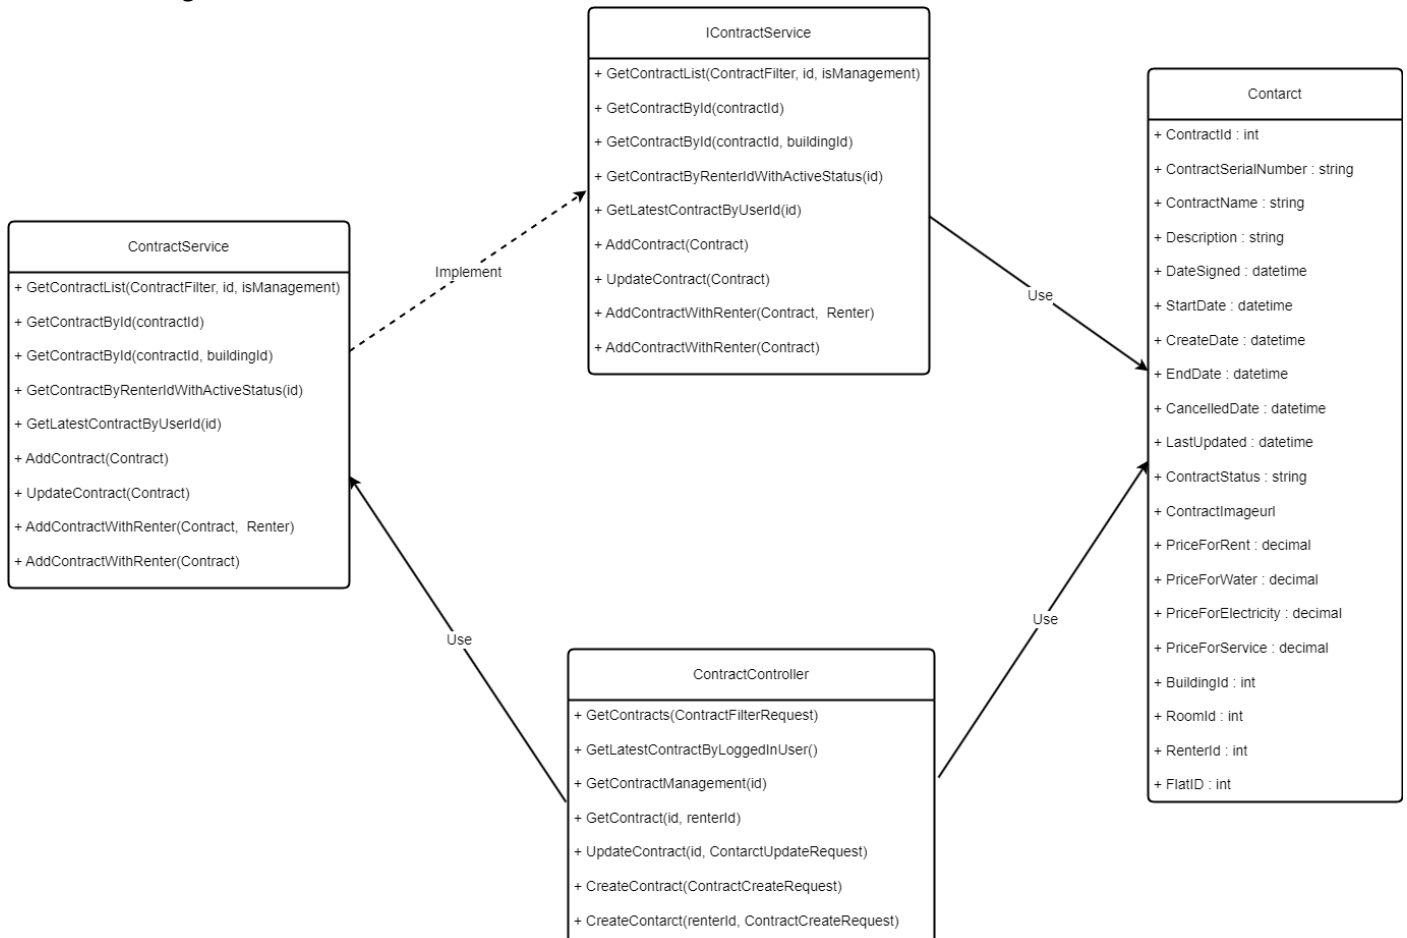 IContractService
+ GetContractList(ContractFilter, id, isManagement)
+ GetContractById(contractId)
+ GetContractById(contractId, buildingId)
+ GetContractByRenterIdWithActiveStatus(id)
+ GetLatestContractByUserId(id)
+ AddContract(Contract)
+ UpdateContract(Contract)
+ AddContractWithRenter(Contract, Renter)
+ AddContractWithRenter(Contract)
Contarct
+ ContractId : int
+ ContractSerialNumber : string
+ ContractName : string
+ Description : string
+ DateSigned : datetime
+ StartDate : datetime
+ CreateDate : datetime
+ EndDate : datetime
+ CancelledDate : datetime
+ LastUpdated : datetime
+ ContractStatus : string
+ ContractImageurl
+ PriceForRent : decimal
+ PriceForWater : decimal
+ PriceForElectricity : decimal
+ PriceForService : decimal
+ BuildingId : int
+ RoomId : int
+ RenterId : int
+ FlatID : int
ContractService
+ GetContractList(ContractFilter, id, isManagement)
+ GetContractById(contractId)
+ GetContractById(contractId, buildingId)
+ GetContractByRenterIdWithActiveStatus(id)
+ GetLatestContractByUserId(id)
+ AddContract(Contract)
+ UpdateContract(Contract)
+ AddContractWithRenter(Contract, Renter)
+ AddContractWithRenter(Contract)
Implement
Use
Use
Use
ContractController
+ GetContracts(ContractFilterRequest)
+ GetLatestContractByLoggedInUser()
+ GetContractManagement(id)
+ GetContract(id, renterId)
+ UpdateContract(id, ContarctUpdateRequest)
+ CreateContract(ContractCreateRequest)
+ CreateContarct(renterId, ContractCreateRequest)